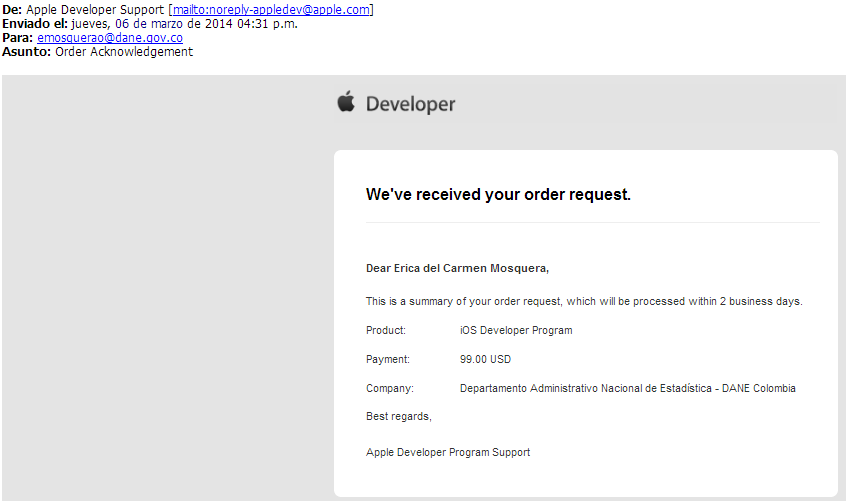 De: Apple Developer Support [mailto:noreply-appledev@apple.com]
Enviado el: jueves, 06 de marzo de 2014 04:31 p.m.
Para: emosquerao@dane.gov.co
Asunto: Order Acknowledgement
Developer
We've received your order request.
Dear Erica del Carmen Mosquera,
This is a summary of your order request, which will be processed within 2 business days.
Product: iOS Developer Program
Payment: 99.00 USD
Company: Departamento Administrativo Nacional de Estadística - DANE Colombia
Best regards,
Apple Developer Program Support